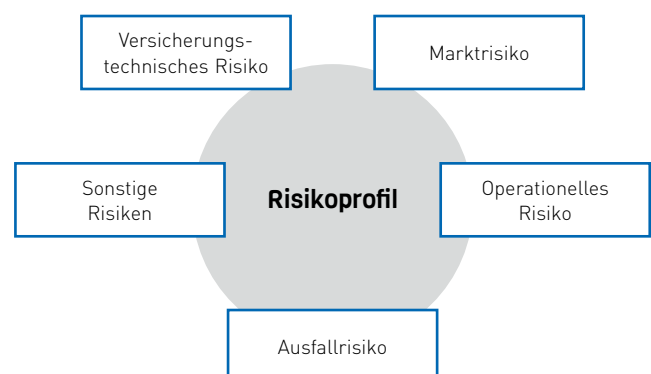 Versicherungs-
technisches Risiko
Marktrisiko
Sonstige
Risiken
Risikoprofil
Operationelles
Risiko
Ausfallrisiko